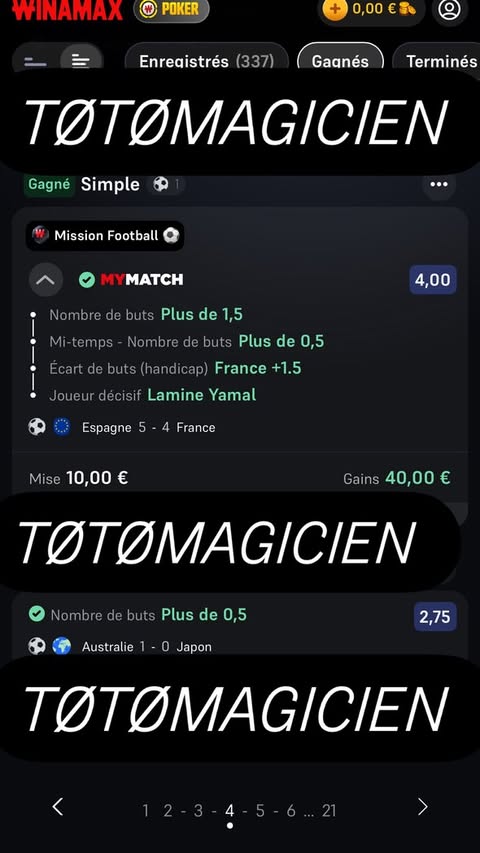 WINAMAX POKER 0,00 €
Enregistrés (337) Gagnés Terminés
TØTØMAGICIEN
Gagné Simple 1
Mission Football
MYMATCH 4,00
Nombre de buts Plus de 1,5
Mi-temps - Nombre de buts Plus de 0,5
Écart de buts (handicap) France +1.5
Joueur décisif Lamine Yamal
Espagne 5 - 4 France
Mise 10,00 € Gains 40,00 €
TØTØMAGICIEN
Nombre de buts Plus de 0,5 2,75
Australie 1 - 0 Japon
TØTØMAGICIEN
1 2 - 3 - 4 - 5 - 6 ... 21